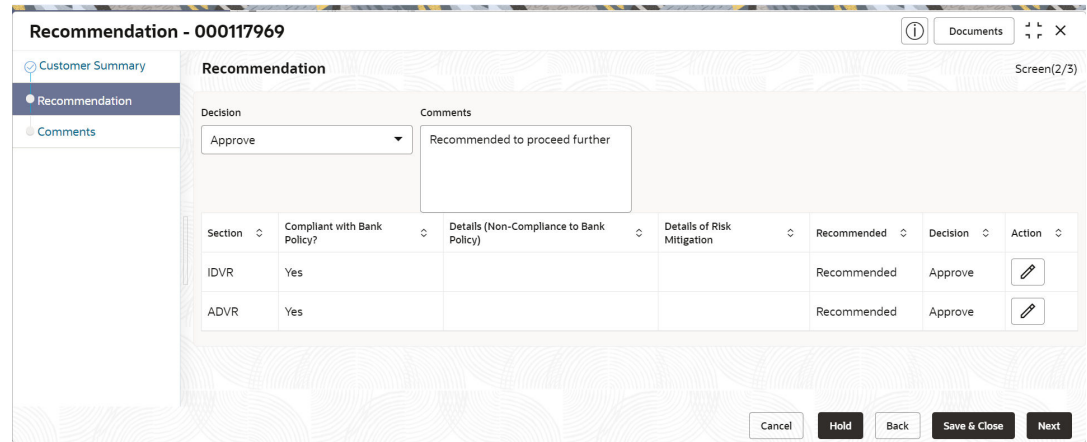 Recommendation - 000117969
Documents
Customer Summary
Recommendation
Comments
Recommendation
Screen(2/3)
Decision
Comments
Approve
Recommended to proceed further
Section
Compliant with Bank Policy?
Details (Non-Compliance to Bank Policy)
Details of Risk Mitigation
Recommended
Decision
Action
IDVR Yes Recommended Approve
ADVR Yes Recommended Approve
Cancel Hold Back Save & Close Next